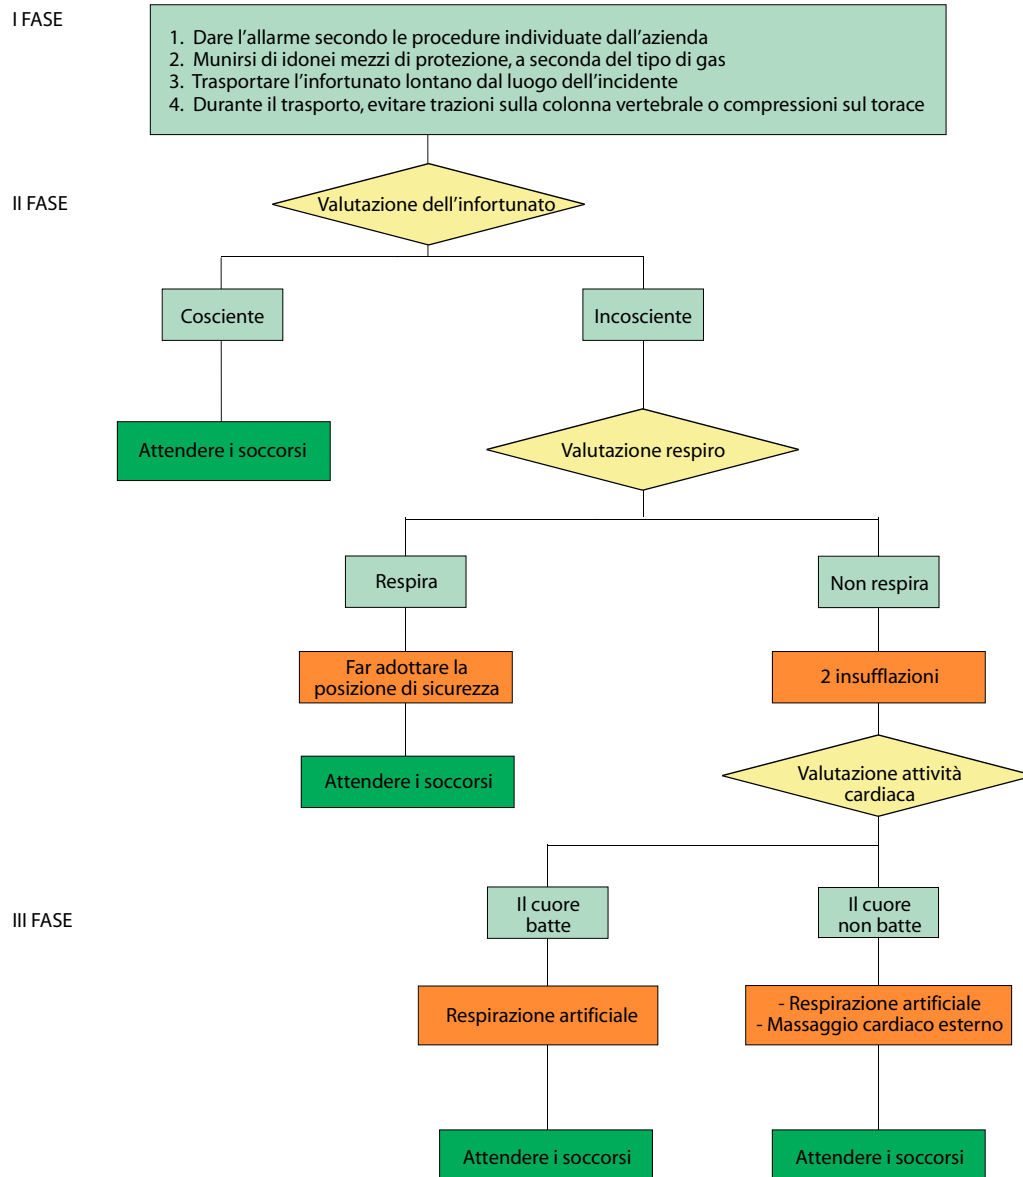 I FASE
1. Dare l'allarme secondo le procedure individuate dall'azienda
2. Munirsi di idonei mezzi di protezione, a seconda del tipo di gas
3. Trasportare l'infortunato lontano dal luogo dell'incidente
4. Durante il trasporto, evitare trazioni sulla colonna vertebrale o compressioni sul torace
II FASE
Valutazione dell'infortunato
Cosciente
Incosciente
Attendere i soccorsi
Valutazione respiro
Respira
Non respira
Far adottare la
posizione di sicurezza
2 insufflazioni
Attendere i soccorsi
Valutazione attività
cardiaca
III FASE
Il cuore
batte
Il cuore
non batte
Respirazione artificiale
- Respirazione artificiale
- Massaggio cardiaco esterno
Attendere i soccorsi
Attendere i soccorsi